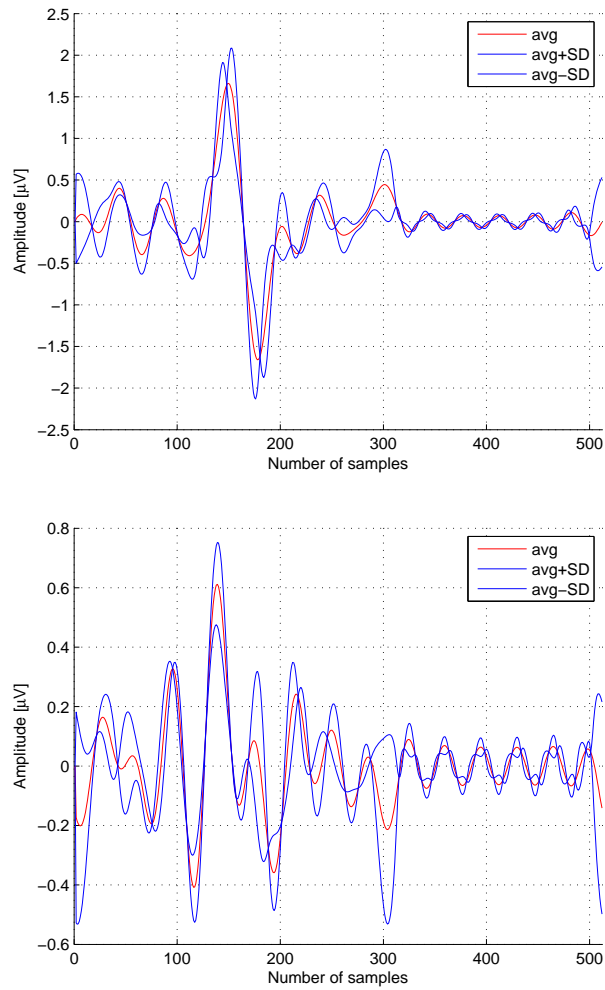 2.5
2
1.5
1
0.5
0
−0.5
−1
−1.5
−2
−2.5
Amplitude [µV]
avg
avg+SD
avg−SD
0 100 200 300 400 500
Number of samples
0.8
0.6
0.4
0.2
0
−0.2
−0.4
−0.6
Amplitude [µV]
avg
avg+SD
avg−SD
0 100 200 300 400 500
Number of samples